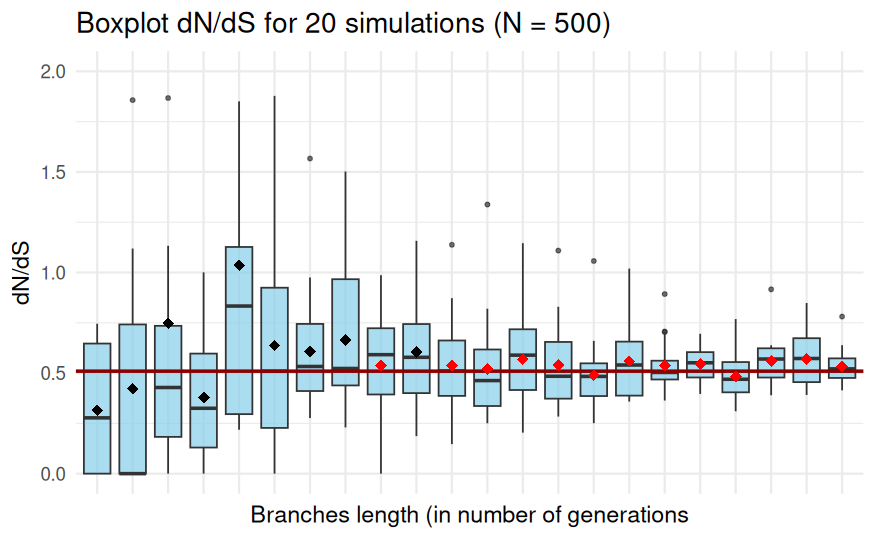 Boxplot dN/dS for 20 simulations (N = 500)
2.0
1.5
1.0
0.5
0.0
dN/dS
Branches length (in number of generations